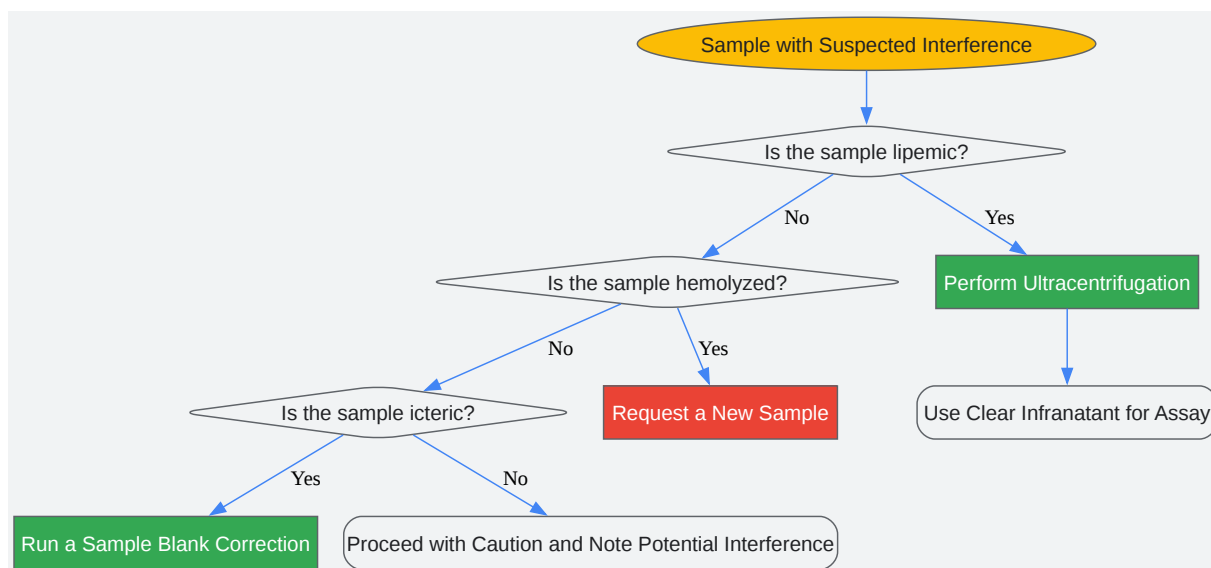 Sample with Suspected Interference
Is the sample lipemic?
No
Yes
Is the sample hemolyzed?
Perform Ultracentrifugation
No
Yes
Is the sample icteric?
Request a New Sample
Use Clear Infranatant for Assay
Yes
No
Run a Sample Blank Correction
Proceed with Caution and Note Potential Interference